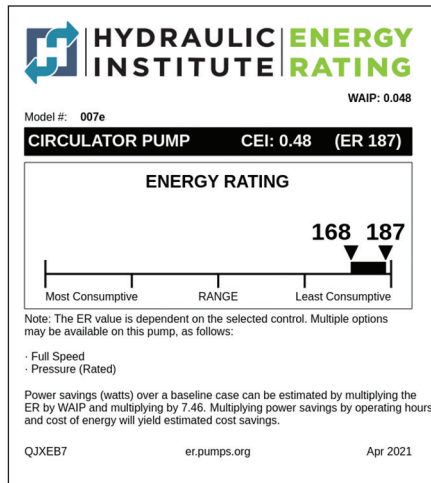 HYDRAULIC ENERGY
INSTITUTE RATING
WAIP: 0.048
Model #: 007e
CIRCULATOR PUMP CEI: 0.48 (ER 187)
ENERGY RATING
168 187
Most Consumptive RANGE Least Consumptive
Note: The ER value is dependent on the selected control. Multiple options
may be available on this pump, as follows:
· Full Speed
· Pressure (Rated)
Power savings (watts) over a baseline case can be estimated by multiplying the
ER by WAIP and multiplying by 7.46. Multiplying power savings by operating hours
and cost of energy will yield estimated cost savings.
QJXEB7 er.pumps.org Apr 2021